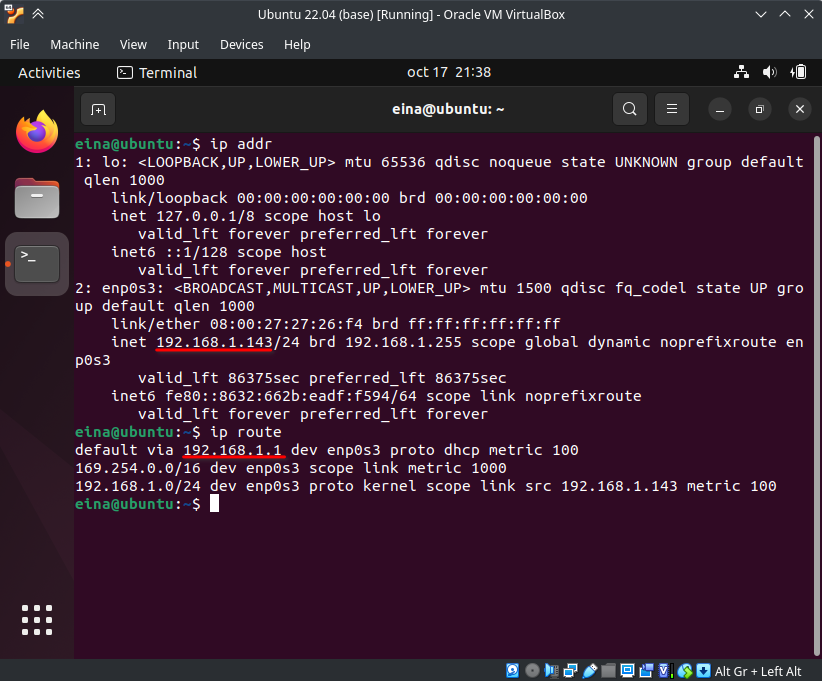 Ubuntu 22.04 (base) [Running] - Oracle VM VirtualBox
File Machine View Input Devices Help
Activities Terminal oct 17 21:38
eina@ubuntu: ~
eina@ubuntu:~$ ip addr
1: lo: <LOOPBACK,UP,LOWER_UP> mtu 65536 qdisc noqueue state UNKNOWN group default
 qlen 1000
    link/loopback 00:00:00:00:00:00 brd 00:00:00:00:00:00
    inet 127.0.0.1/8 scope host lo
       valid_lft forever preferred_lft forever
    inet6 ::1/128 scope host
       valid_lft forever preferred_lft forever
2: enp0s3: <BROADCAST,MULTICAST,UP,LOWER_UP> mtu 1500 qdisc fq_codel state UP gro
up default qlen 1000
    link/ether 08:00:27:27:26:f4 brd ff:ff:ff:ff:ff:ff
    inet 192.168.1.143/24 brd 192.168.1.255 scope global dynamic noprefixroute en
p0s3
       valid_lft 86375sec preferred_lft 86375sec
    inet6 fe80::8632:662b:eadf:f594/64 scope link noprefixroute
       valid_lft forever preferred_lft forever
eina@ubuntu:~$ ip route
default via 192.168.1.1 dev enp0s3 proto dhcp metric 100
169.254.0.0/16 dev enp0s3 scope link metric 1000
192.168.1.0/24 dev enp0s3 proto kernel scope link src 192.168.1.143 metric 100
eina@ubuntu:~$
Alt Gr + Left Alt